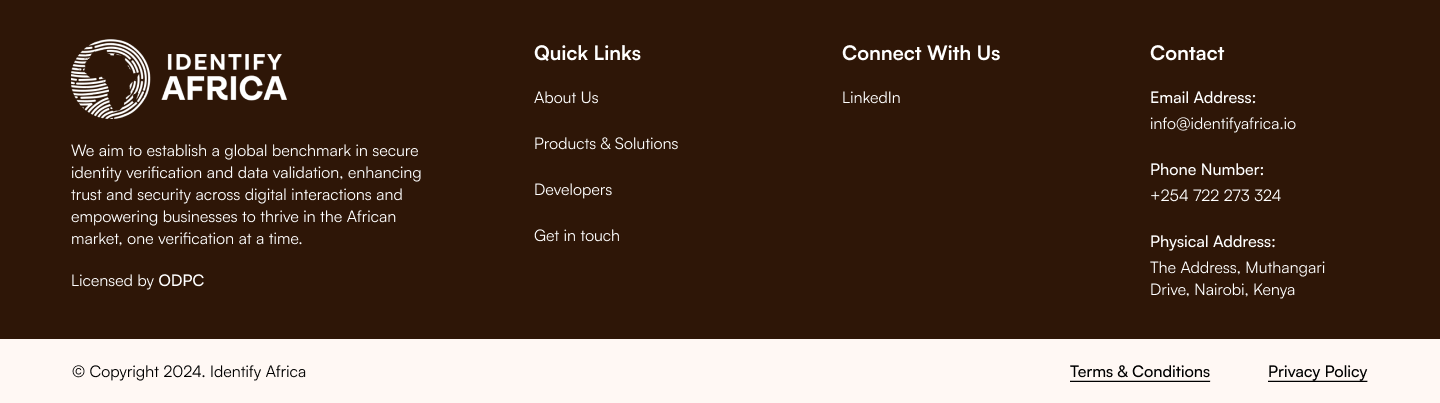 IDENTIFY
AFRICA
We aim to establish a global benchmark in secure
identity verification and data validation, enhancing
trust and security across digital interactions and
empowering businesses to thrive in the African
market, one verification at a time.
Licensed by ODPC
Quick Links
About Us
Products & Solutions
Developers
Get in touch
Connect With Us
LinkedIn
Contact
Email Address:
info@identifyafrica.io
Phone Number:
+254 722 273 324
Physical Address:
The Address, Muthangari
Drive, Nairobi, Kenya
© Copyright 2024. Identify Africa
Terms & Conditions
Privacy Policy